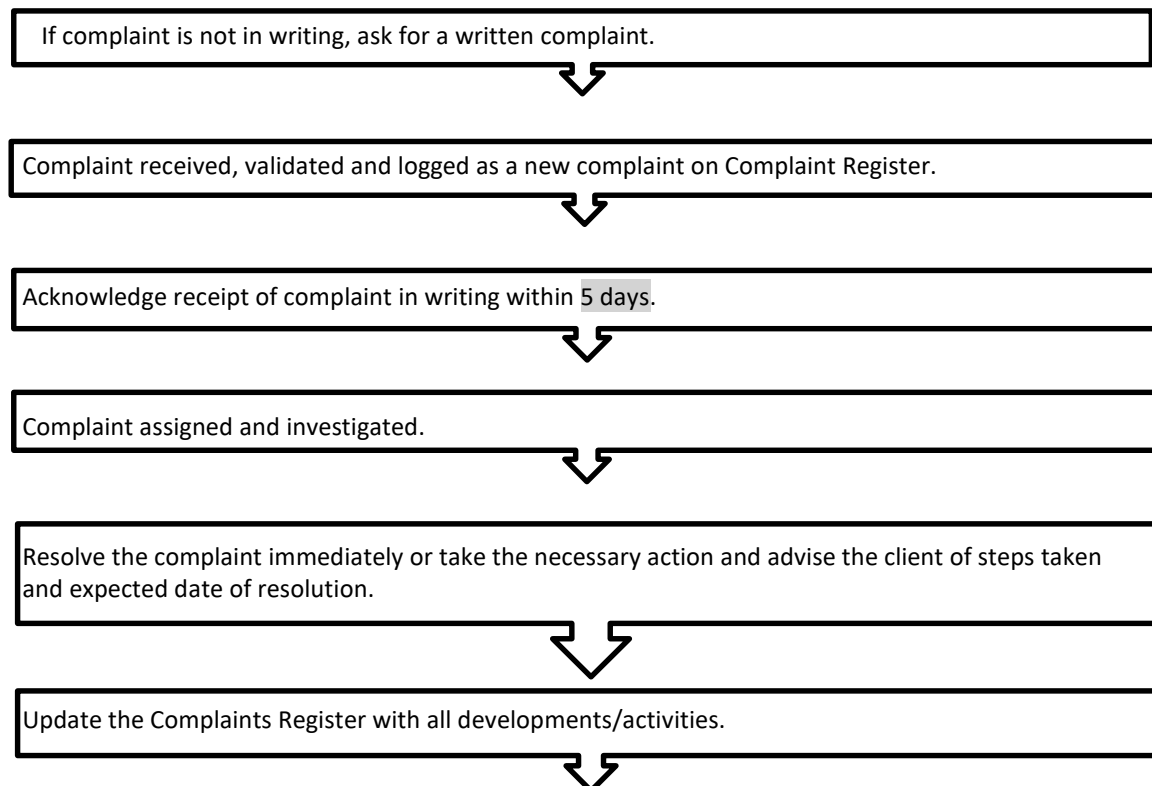 If complaint is not in writing, ask for a written complaint.
Complaint received, validated and logged as a new complaint on Complaint Register.
Acknowledge receipt of complaint in writing within 5 days.
Complaint assigned and investigated.
Resolve the complaint immediately or take the necessary action and advise the client of steps taken
and expected date of resolution.
Update the Complaints Register with all developments/activities.